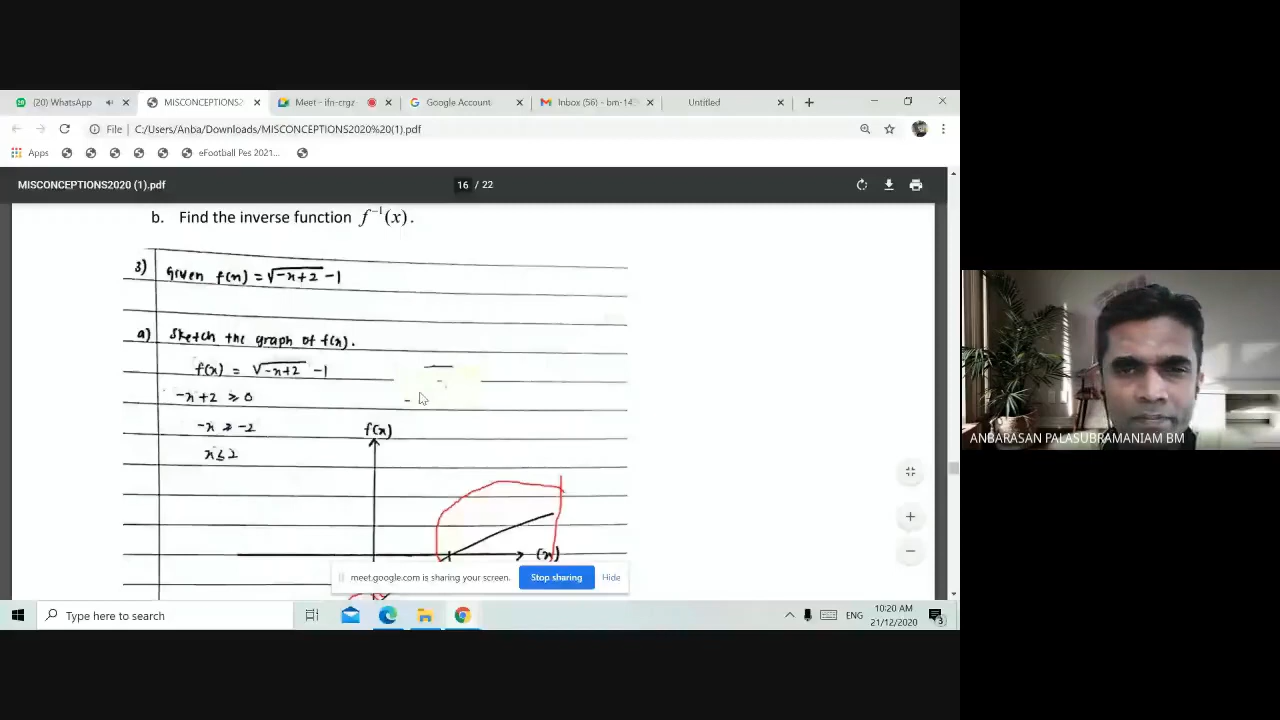 (20) WhatsApp
MISCONCEPTIONS2
Meet - ifn-crgz-
Google Account
Inbox (56) - bm-14
Untitled
File | C:/Users/Anba/Downloads/MISCONCEPTIONS2020%20(1).pdf
Apps
eFootball Pes 2021...
MISCONCEPTIONS2020 (1).pdf
16 / 22
b. Find the inverse function f⁻¹(x).
3) Given f(x) = √-x+2 -1
a) Sketch the graph of f(x).
f(x) = √-x+2 -1
-x+2 ≥ 0
-x ≥ -2
x ≤ 2
f(x)
(x)
meet.google.com is sharing your screen.
Stop sharing
Hide
ANBARASAN PALASUBRAMANIAM BM
Type here to search
ENG
10:20 AM
21/12/2020
3